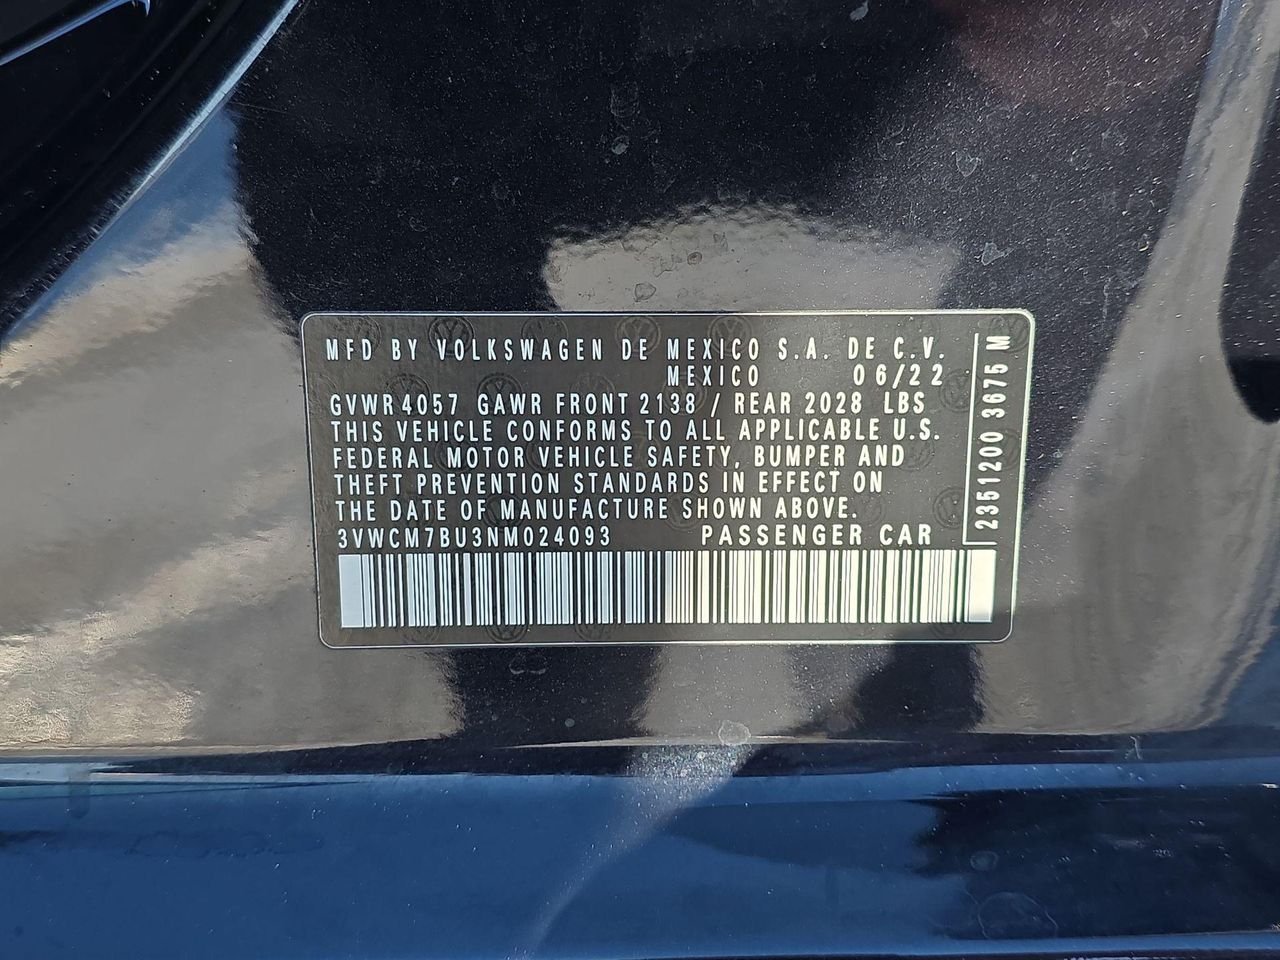 MFD BY VOLKSWAGEN DE MEXICO S.A. DE C.V.
MEXICO 06/22
GVWR 4057 GAWR FRONT 2138 / REAR 2028 LBS
THIS VEHICLE CONFORMS TO ALL APPLICABLE U.S.
FEDERAL MOTOR VEHICLE SAFETY, BUMPER AND
THEFT PREVENTION STANDARDS IN EFFECT ON
THE DATE OF MANUFACTURE SHOWN ABOVE.
3VWCM7BU3NM024093 PASSENGER CAR
2351200 3675 M